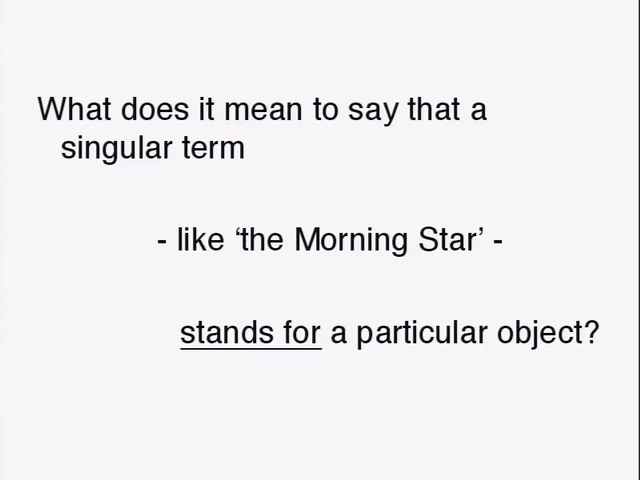 What does it mean to say that a
singular term
- like ‘the Morning Star’ -
stands for a particular object?